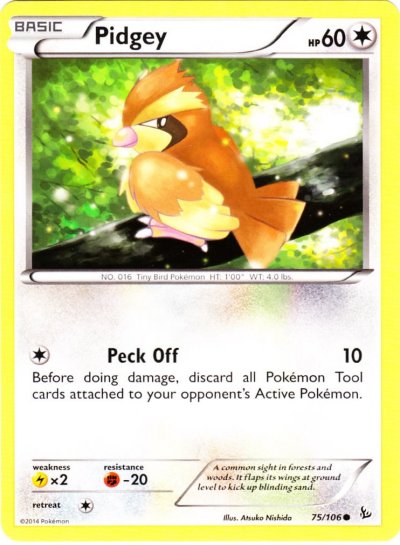 BASIC
Pidgey
HP60
NO. 016 Tiny Bird Pokémon HT: 1'00" WT: 4.0 lbs.
Peck Off 10
Before doing damage, discard all Pokémon Tool
cards attached to your opponent's Active Pokémon.
weakness
×2
resistance
-20
retreat
A common sight in forests and
woods. It flaps its wings at ground
level to kick up blinding sand.
©2014 Pokémon
Illus. Atsuko Nishido
75/106